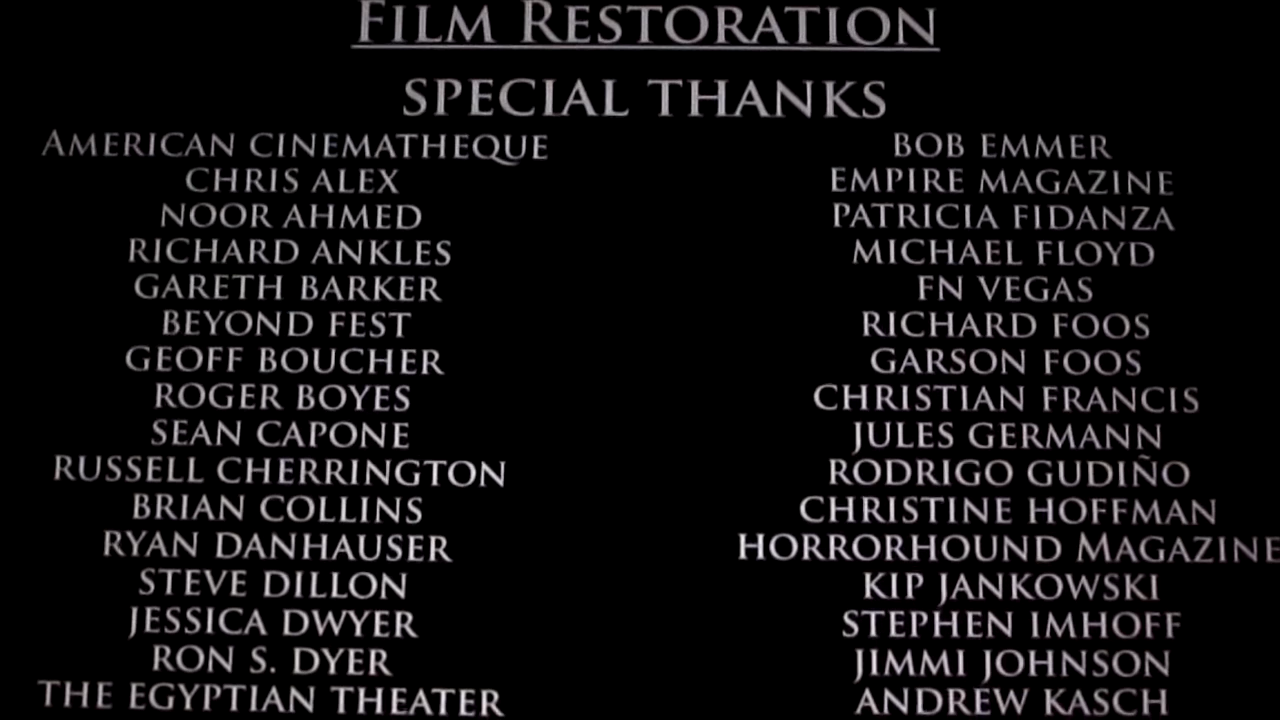 FILM RESTORATION
SPECIAL THANKS
AMERICAN CINEMATHEQUE
CHRIS ALEX
NOOR AHMED
RICHARD ANKLES
GARETH BARKER
BEYOND FEST
GEOFF BOUCHER
ROGER BOYES
SEAN CAPONE
RUSSELL CHERRINGTON
BRIAN COLLINS
RYAN DANHAUSER
STEVE DILLON
JESSICA DWYER
RON S. DYER
THE EGYPTIAN THEATER
BOB EMMER
EMPIRE MAGAZINE
PATRICIA FIDANZA
MICHAEL FLOYD
FN VEGAS
RICHARD FOOS
GARSON FOOS
CHRISTIAN FRANCIS
JULES GERMANN
RODRIGO GUDIÑO
CHRISTINE HOFFMAN
HORRORHOUND MAGAZINE
KIP JANKOWSKI
STEPHEN IMHOFF
JIMMI JOHNSON
ANDREW KASCH